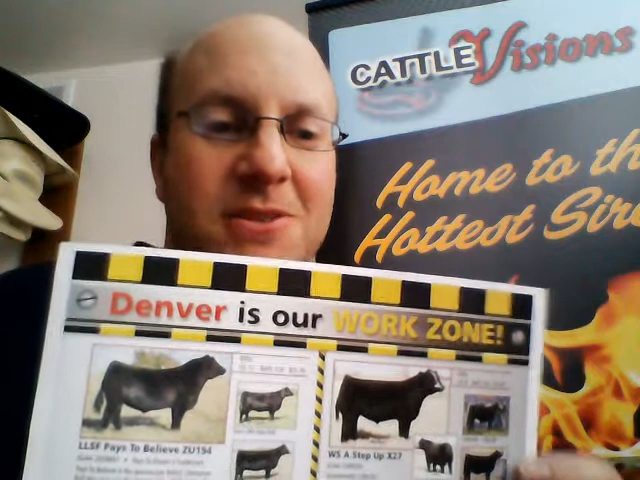 CATTLE Visions
Home to th
Hottest Sir
Denver is our WORK ZONE!
LLSF Pays To Believe ZU194
WS A Step Up X27